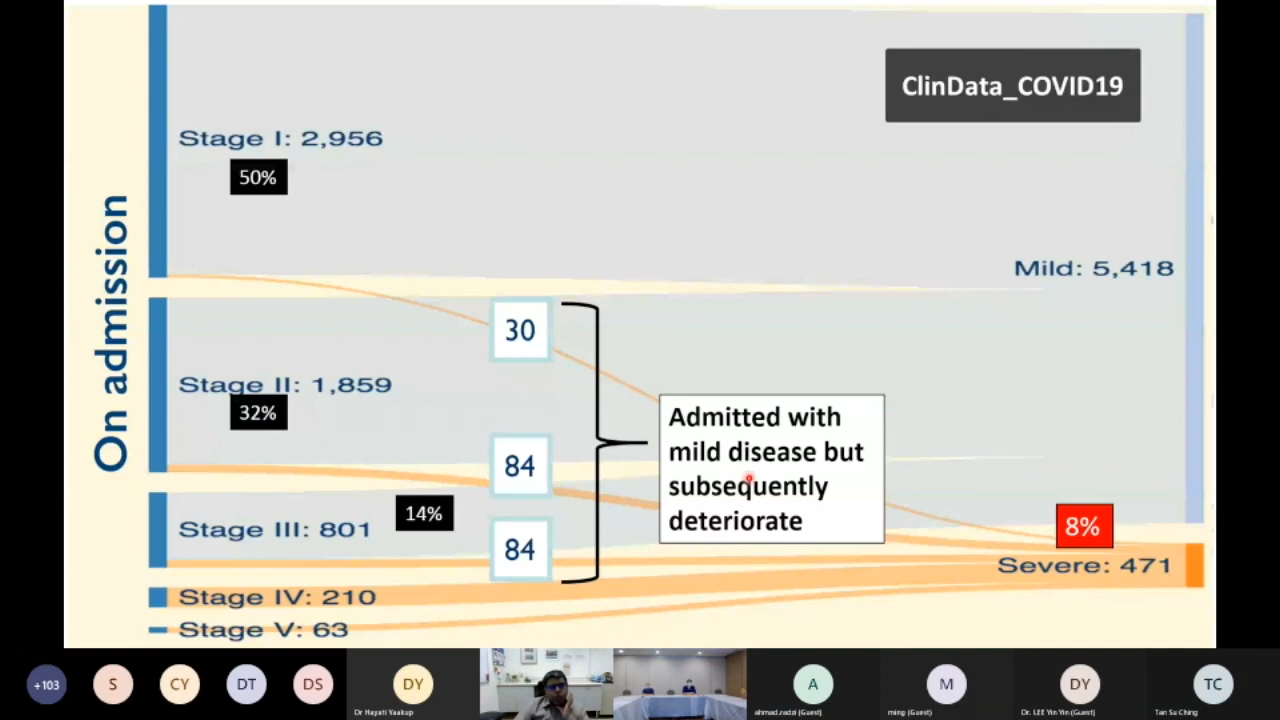 ClinData_COVID19
On admission
Stage I: 2,956
50%
Mild: 5,418
30
Stage II: 1,859
32%
84
Admitted with
mild disease but
subsequently
deteriorate
14%
Stage III: 801
84
8%
Severe: 471
Stage IV: 210
Stage V: 63
+103
S
CY
DT
DS
DY
Dr Hayati Yaakup
A
ahmad.radzi (Guest)
M
ming (Guest)
DY
Dr. LEE Yin Yin (Guest)
TC
Tan Su Ching